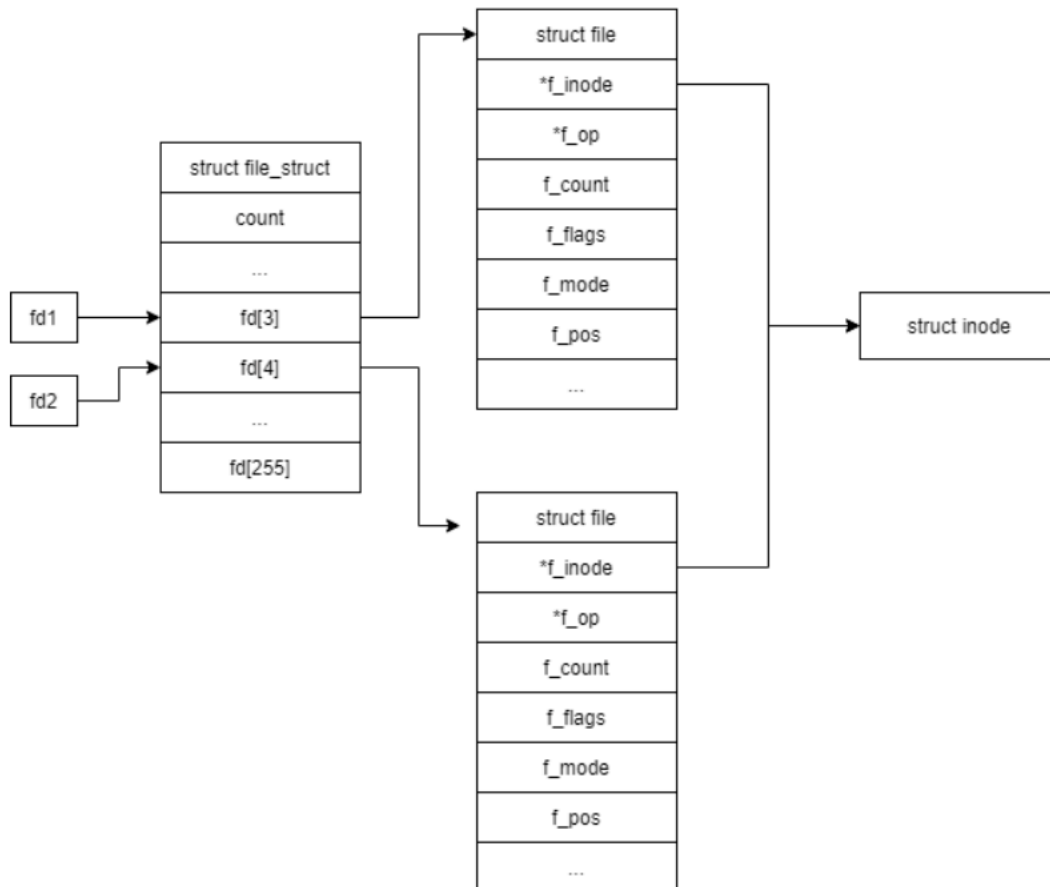 struct file
*f_inode
*f_op
f_count
f_flags
f_mode
f_pos
...
struct file_struct
count
...
fd[3]
fd[4]
...
fd[255]
fd1
fd2
struct inode
struct file
*f_inode
*f_op
f_count
f_flags
f_mode
f_pos
...